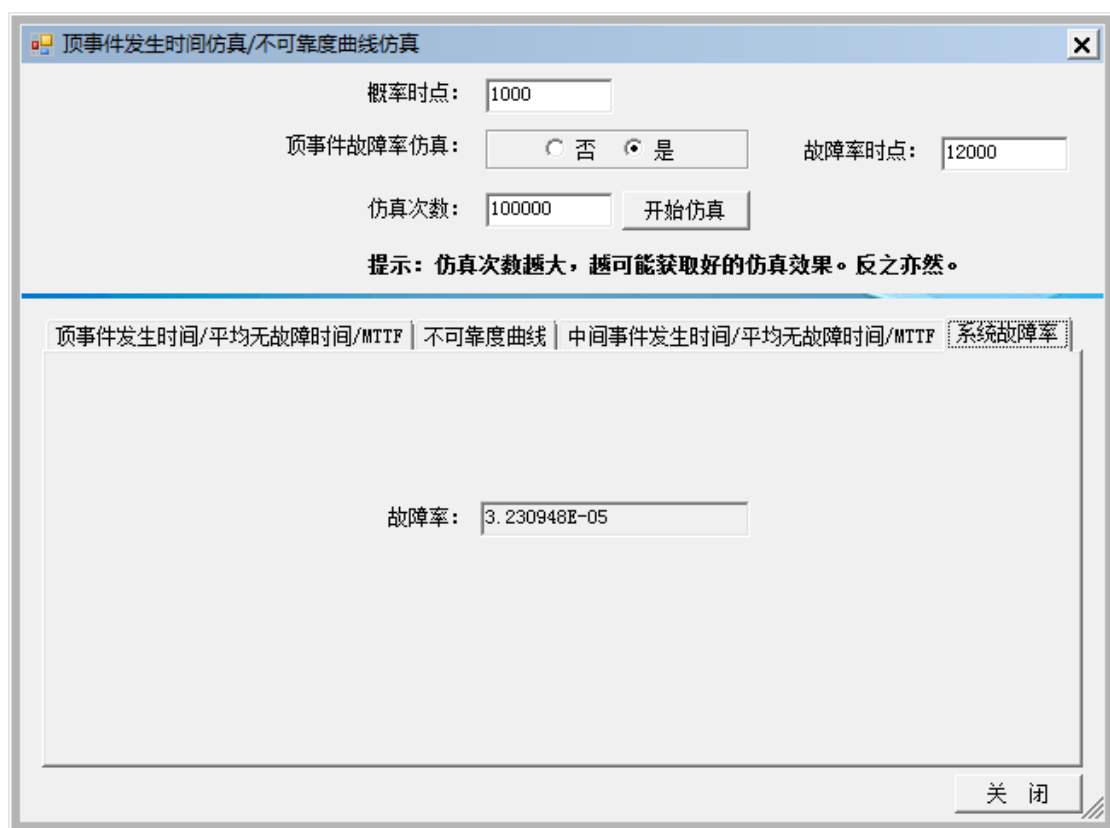 顶事件发生时间仿真/不可靠度曲线仿真
概率时点： 1000
顶事件故障率仿真： 否 是 故障率时点： 12000
仿真次数： 100000 开始仿真
提示：仿真次数越大，越可能获取好的仿真效果。反之亦然。
顶事件发生时间/平均无故障时间/MTTF 不可靠度曲线 中间事件发生时间/平均无故障时间/MTTF 系统故障率
故障率： 3.230948E-05
关 闭